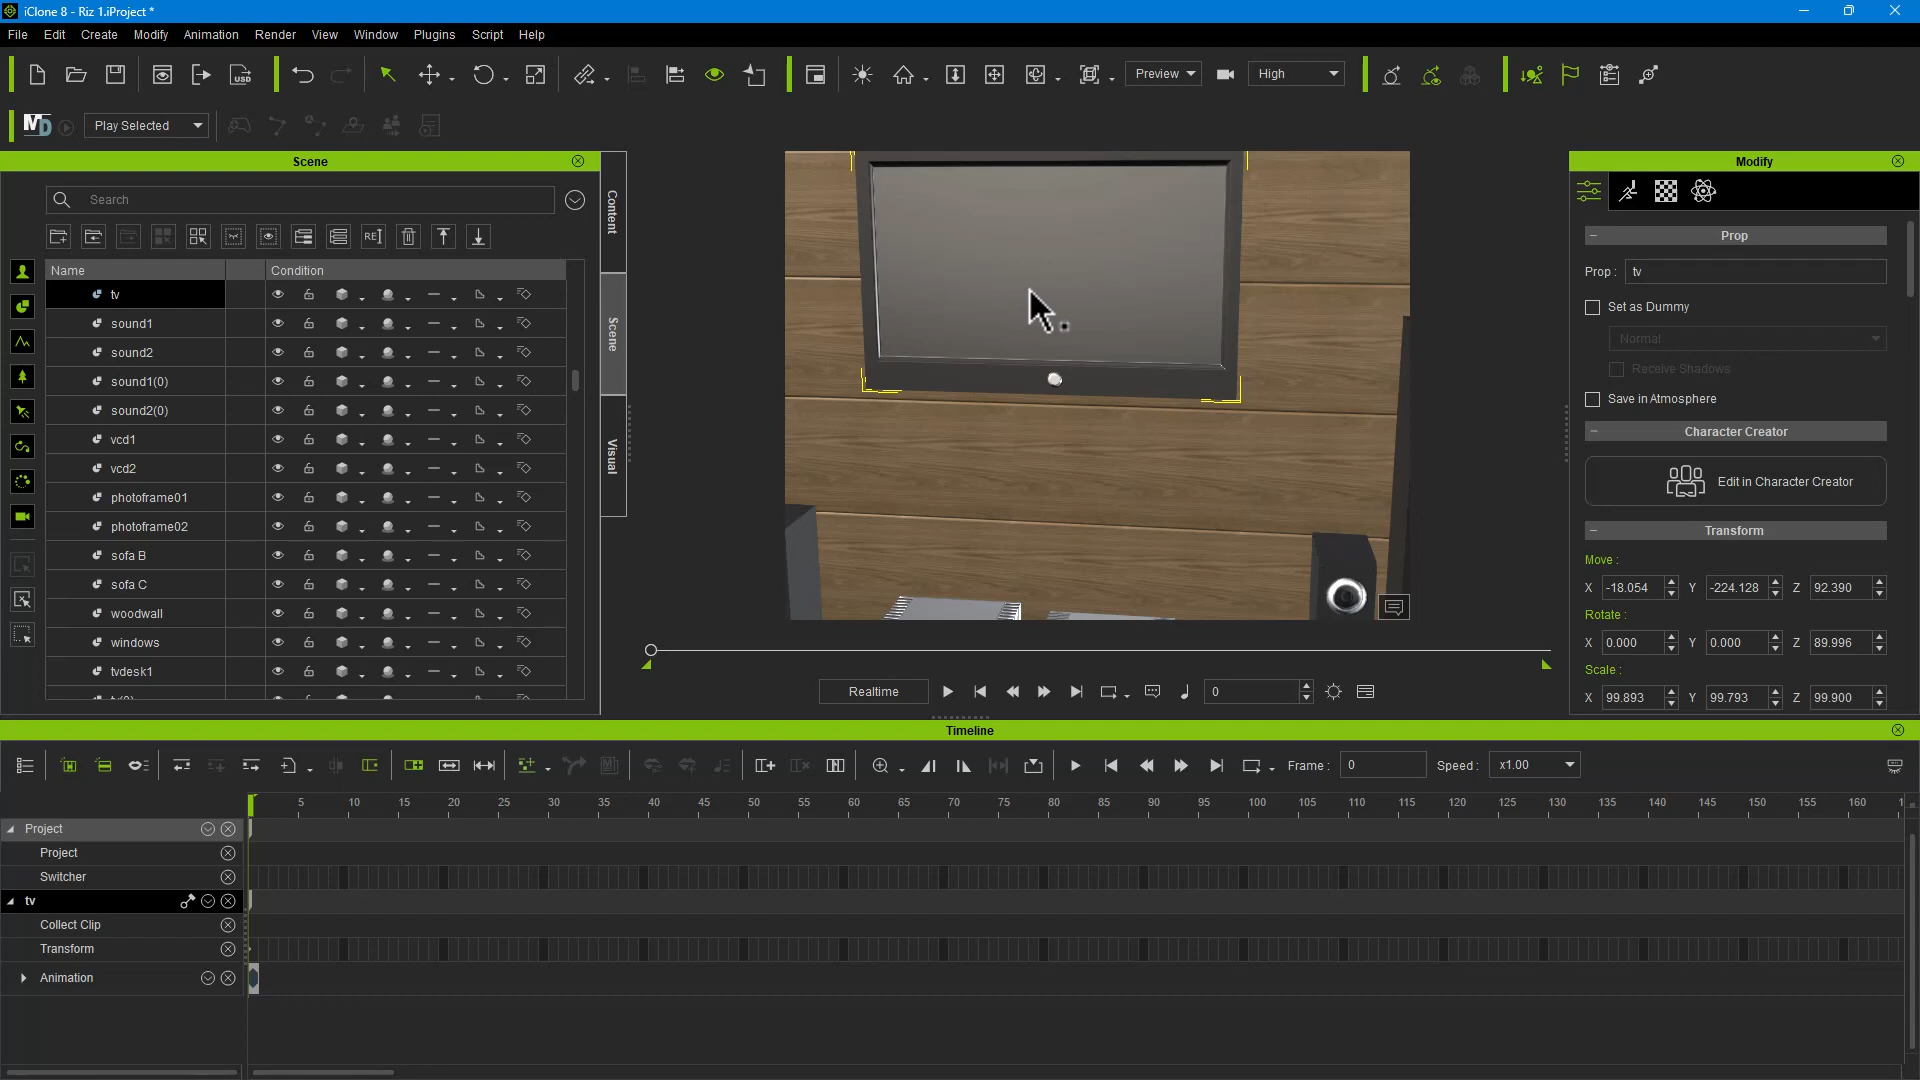 iClone 8 - Riz 1.iProject *
File Edit Create Modify Animation Render View Window Plugins Script Help
USD
Preview
High
MD
Play Selected
Scene
Modify
Search
REI
Name
Condition
tv
sound1
sound2
sound1(0)
sound2(0)
vcd1
vcd2
photoframe01
photoframe02
sofa B
sofa C
woodwall
windows
tvdesk1
Content
Scene
Visual
Prop
Prop : tv
Set as Dummy
Normal
Receive Shadows
Save in Atmosphere
Character Creator
Edit in Character Creator
Transform
Move :
X -18.054 Y -224.128 Z 92.390
Rotate :
X 0.000 Y 0.000 Z 89.996
Scale :
X 99.893 Y 99.793 Z 99.900
Realtime
0
Timeline
Frame : 0 Speed : x1.00
5 10 15 20 25 30 35 40 45 50 55 60 65 70 75 80 85 90 95 100 105 110 115 120 125 130 135 140 145 150 155 160
Project
Project
Switcher
tv
Collect Clip
Transform
Animation